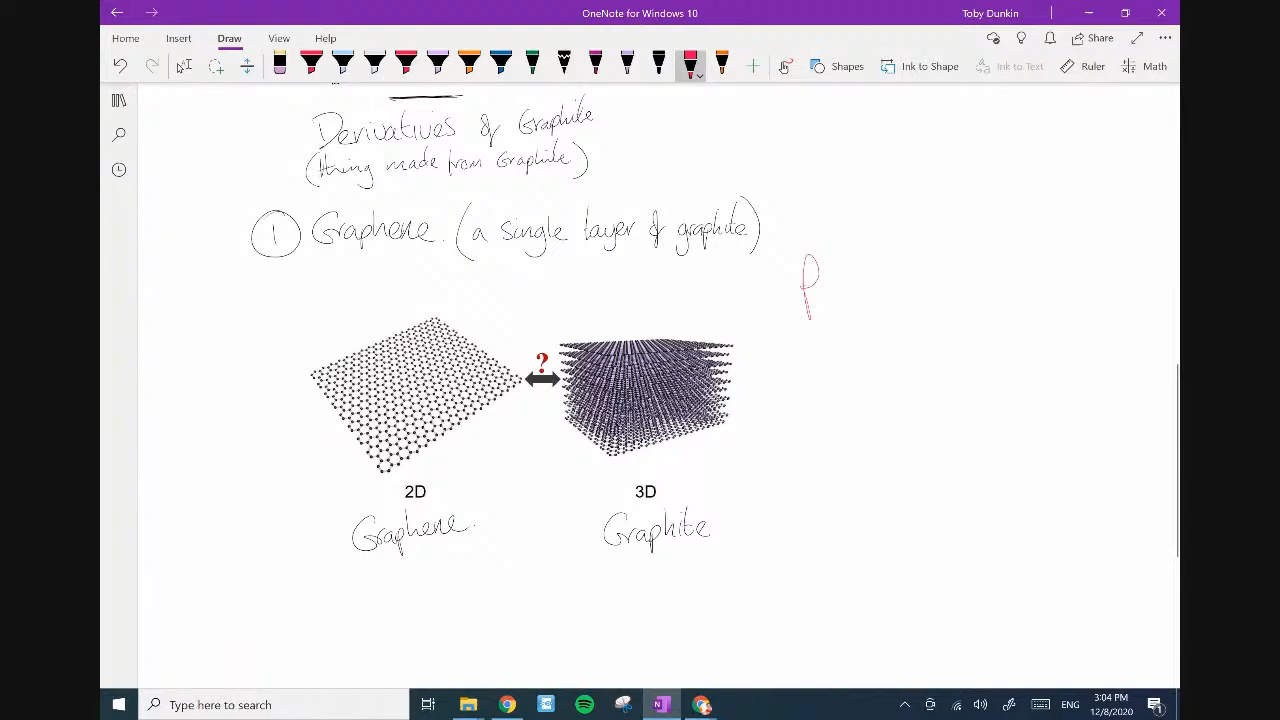 OneNote for Windows 10
Toby Dunkin
Home Insert Draw View Help
Share
Shapes Ink to Shape Ink to Text Ruler Math
Derivatives of Graphite
(thing made from Graphite)
① Graphene. (a single layer of graphite)
P
?
2D 3D
Graphene. Graphite
Type here to search
N
ENG
3:04 PM
12/8/2020
1